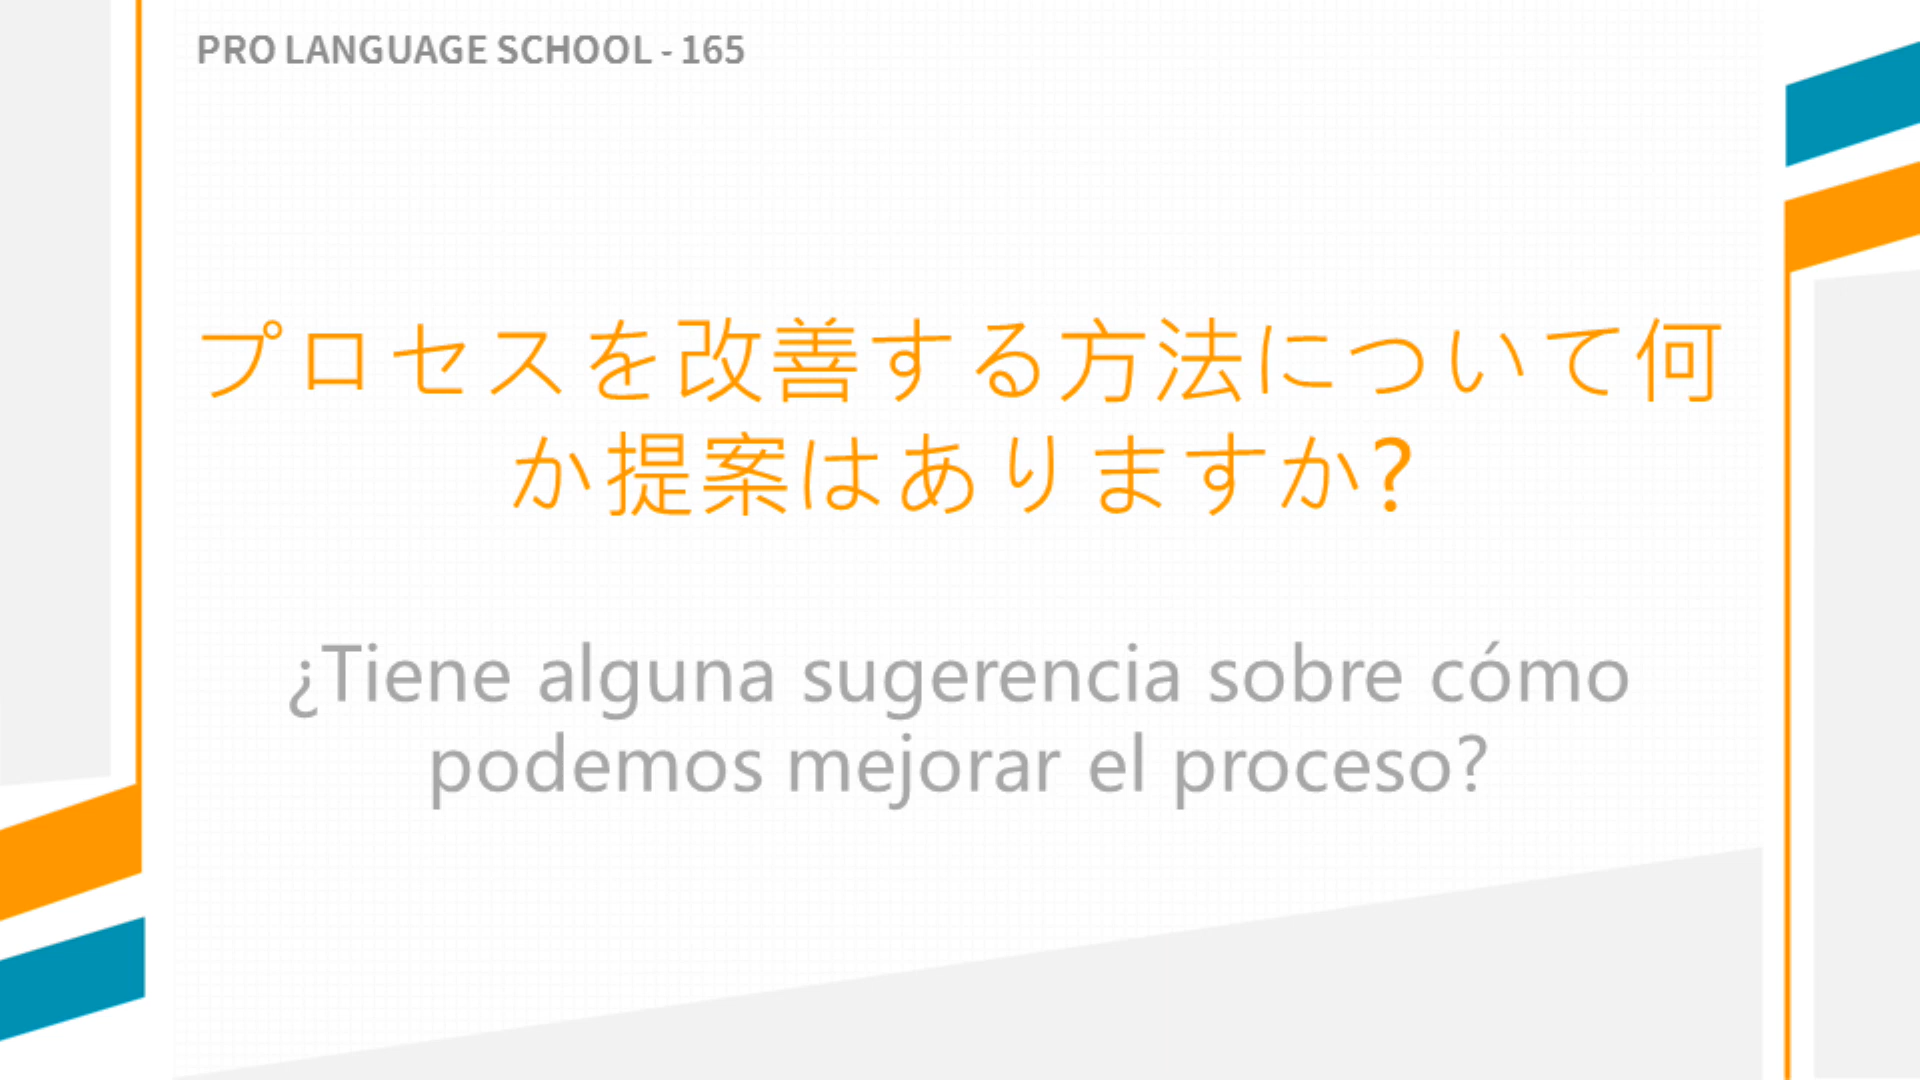 PRO LANGUAGE SCHOOL - 165
プロセスを改善する方法について何
か提案はありますか?
¿Tiene alguna sugerencia sobre cómo
podemos mejorar el proceso?